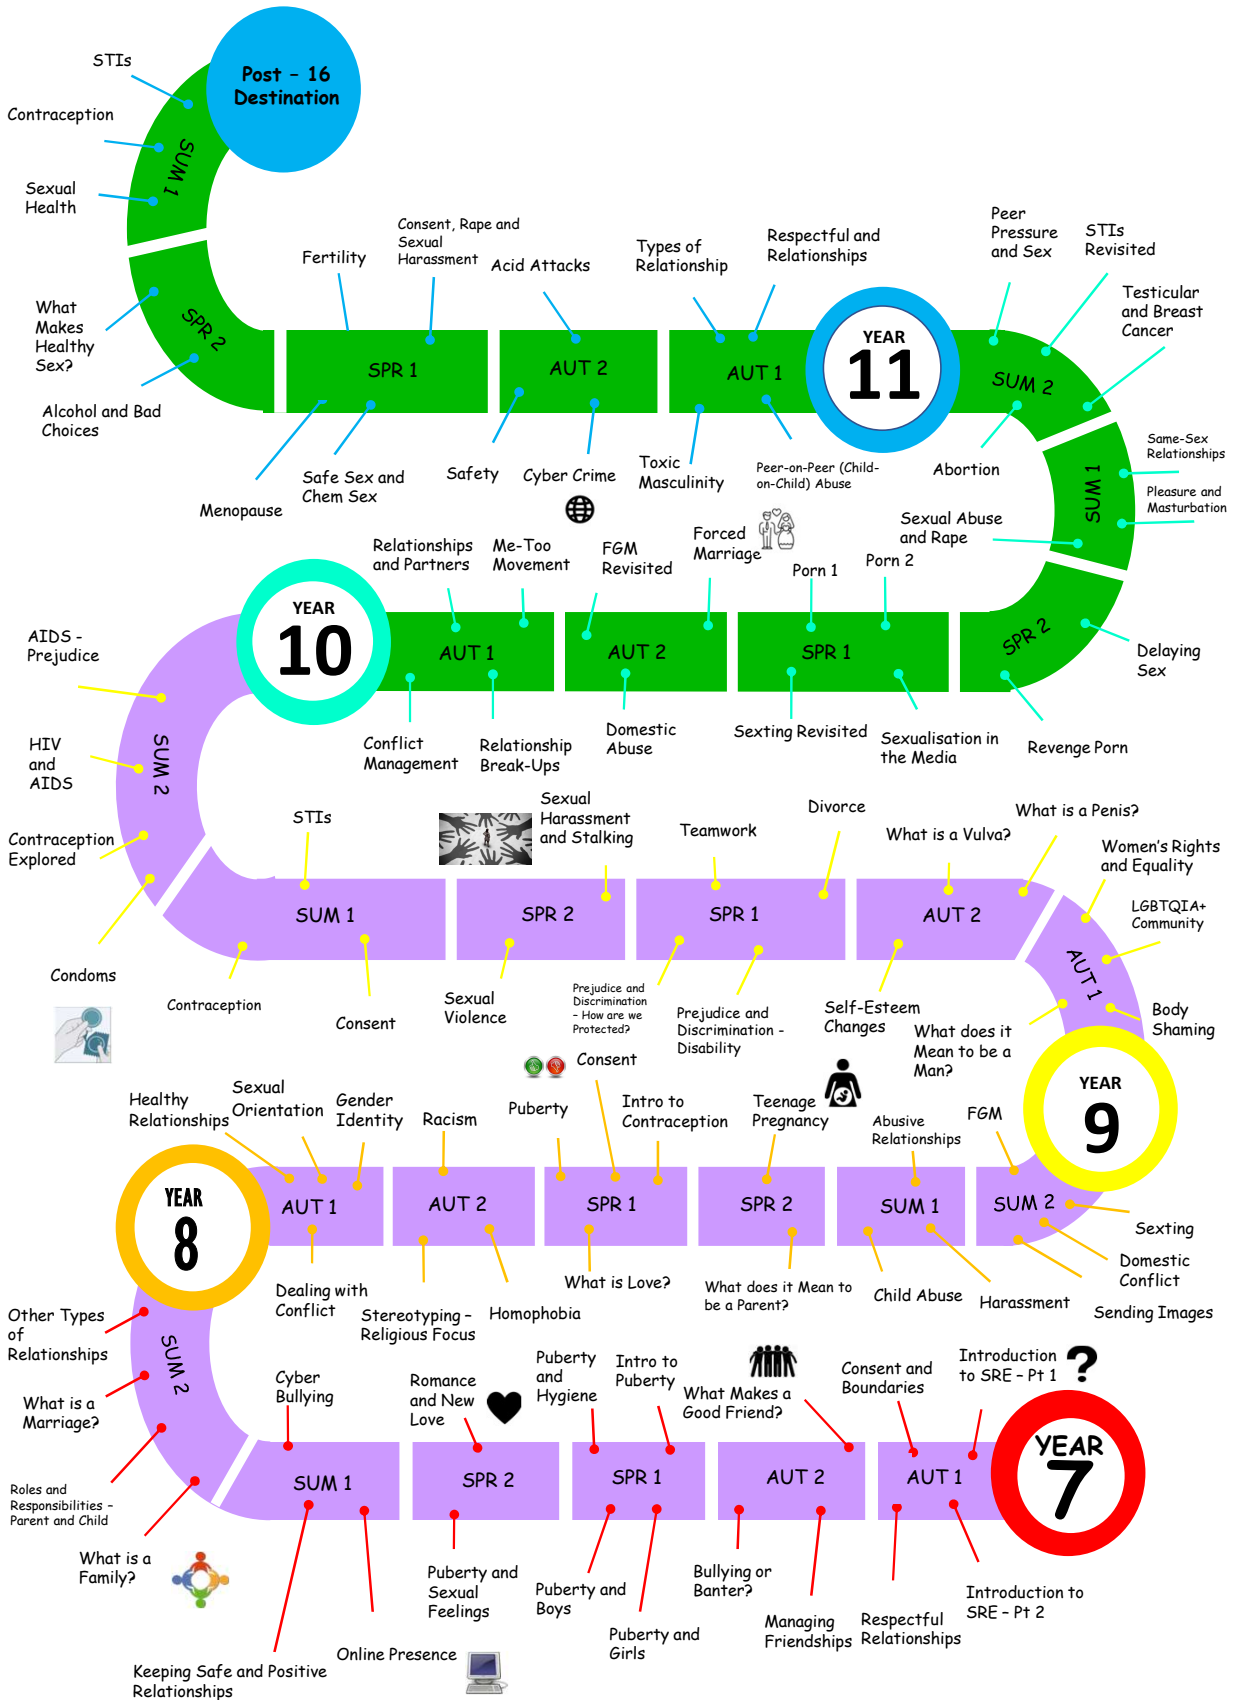 Post – 16
Destination
STIs
Contraception
SUM 1
Sexual
Health
What
Makes
Healthy
Sex?
SPR 2
Alcohol and Bad
Choices
Fertility
Consent, Rape and
Sexual
Harassment
SPR 1
Menopause
Safe Sex and
Chem Sex
Acid Attacks
AUT 2
Safety
Cyber Crime
Types of
Relationship
Respectful and
Relationships
AUT 1
Toxic
Masculinity
Peer-on-Peer (Child-
on-Child) Abuse
YEAR
11
Peer
Pressure
and Sex
STIs
Revisited
Testicular
and Breast
Cancer
SUM 2
Abortion
Same-Sex
Relationships
SUM 1
Pleasure and
Masturbation
Sexual Abuse
and Rape
SPR 2
Delaying
Sex
Revenge Porn
Porn 1
Porn 2
SPR 1
Sexting Revisited
Sexualisation in
the Media
FGM
Revisited
Forced
Marriage
AUT 2
Domestic
Abuse
Relationships
and Partners
Me-Too
Movement
AUT 1
Conflict
Management
Relationship
Break-Ups
YEAR
10
AIDS -
Prejudice
SUM 2
HIV
and
AIDS
Contraception
Explored
Condoms
STIs
SUM 1
Contraception
Consent
Sexual
Harassment
and Stalking
SPR 2
Sexual
Violence
Teamwork
Divorce
SPR 1
Prejudice and
Discrimination
– How are we
Protected?
Prejudice and
Discrimination -
Disability
What is a Vulva?
What is a Penis?
AUT 2
Self-Esteem
Changes
Women's Rights
and Equality
LGBTQIA+
Community
AUT 1
Body
Shaming
What does it
Mean to be a
Man?
YEAR
9
FGM
SUM 2
Sexting
Domestic
Conflict
Sending Images
Abusive
Relationships
SUM 1
Child Abuse
Harassment
Teenage
Pregnancy
SPR 2
What does it Mean to
be a Parent?
Puberty
Consent
Intro to
Contraception
SPR 1
What is Love?
Racism
AUT 2
Stereotyping –
Religious Focus
Homophobia
Healthy
Relationships
Sexual
Orientation
Gender
Identity
AUT 1
Dealing with
Conflict
YEAR
8
Other Types
of
Relationships
SUM 2
What is a
Marriage?
Roles and
Responsibilities –
Parent and Child
What is a
Family?
Cyber
Bullying
SUM 1
Keeping Safe and Positive
Relationships
Online Presence
Romance
and New
Love
SPR 2
Puberty and
Sexual
Feelings
Puberty
and
Hygiene
Intro to
Puberty
SPR 1
Puberty and
Boys
Puberty and
Girls
What Makes a
Good Friend?
AUT 2
Bullying or
Banter?
Managing
Friendships
Consent and
Boundaries
Introduction
to SRE – Pt 1
?
AUT 1
Respectful
Relationships
Introduction to
SRE – Pt 2
YEAR
7